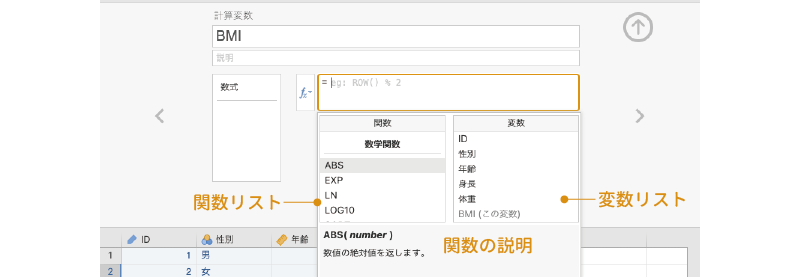 計算変数
BMI
説明
数式
fx
= eg: ROW() % 2
関数
変数
数学関数
ABS
EXP
LN
LOG10
ID
性別
年齢
身長
体重
BMI (この変数)
関数リスト
変数リスト
ABS( number )
数値の絶対値を返します。
関数の説明
ID 性別 年齢
1 1 男
2 2 女